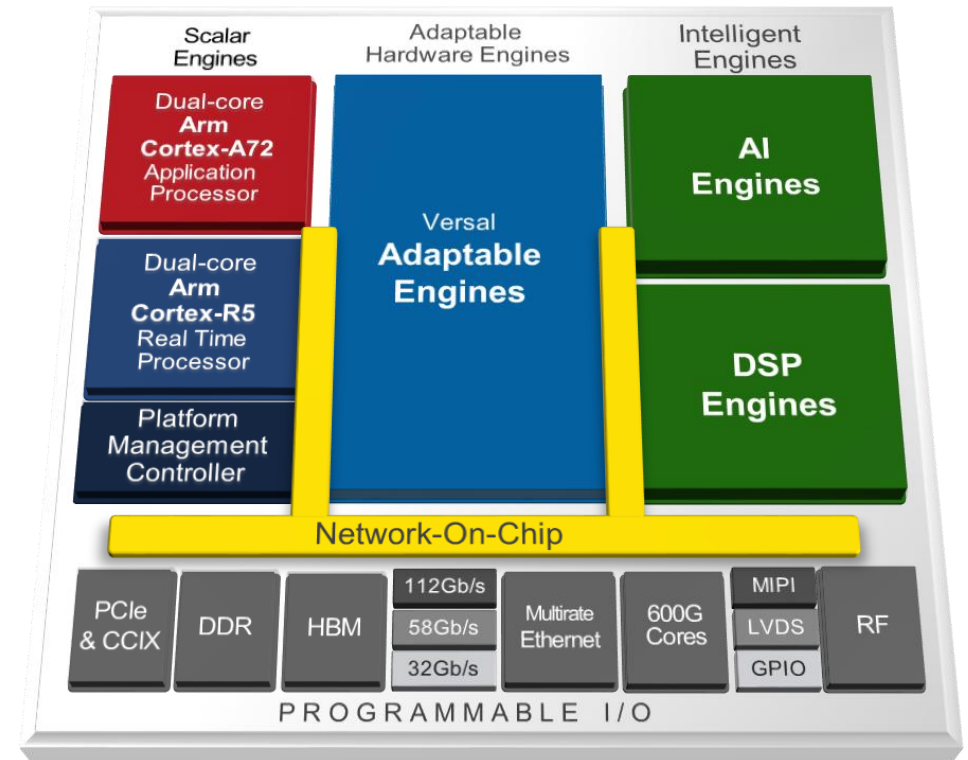 Scalar
Engines
Adaptable
Hardware Engines
Intelligent
Engines
Dual-core
Arm
Cortex-A72
Application
Processor
Dual-core
Arm
Cortex-R5
Real Time
Processor
Platform
Management
Controller
Versal
Adaptable
Engines
AI
Engines
DSP
Engines
Network-On-Chip
PCIe
& CCIX
DDR
HBM
112Gb/s
58Gb/s
32Gb/s
Multirate
Ethernet
600G
Cores
MIPI
LVDS
GPIO
RF
PROGRAMMABLE I/O